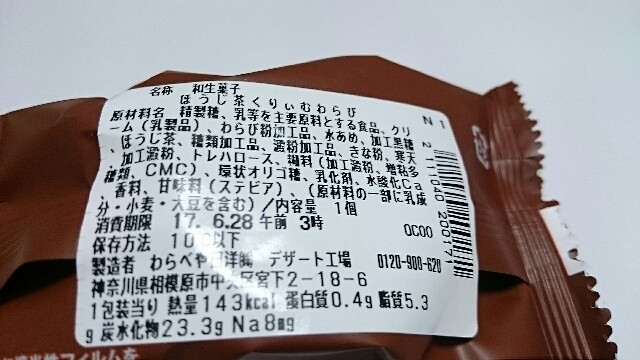 名称 和生菓子
ほうじ茶くりぃむわらび
N1
原材料名 精製糖、乳等を主要原料とする食品、クリ
ーム（乳製品）、わらび粉加工品、水あめ、加工黒糖
ほうじ茶、糖類加工品、澱粉加工品、きな粉、寒天
、加工澱粉、トレハロース、糊料（加工澱粉、増粘多
糖類、CMC）、環状オリゴ糖、乳化剤、水酸化Ca
、香料、甘味料（ステビア）、（原材料の一部に乳成
分・小麦・大豆を含む）／内容量 1個
消費期限 17.6.28午前 3時
保存方法 10℃以下
0C00
製造者 わらべや日洋㈱ デザート工場 0120-900-620
神奈川県相模原市中央区宮下2-18-6
1包装当り 熱量143kcal 蛋白質0.4g 脂質5.3
g 炭水化物23.3g Na8mg
2 111040 200171